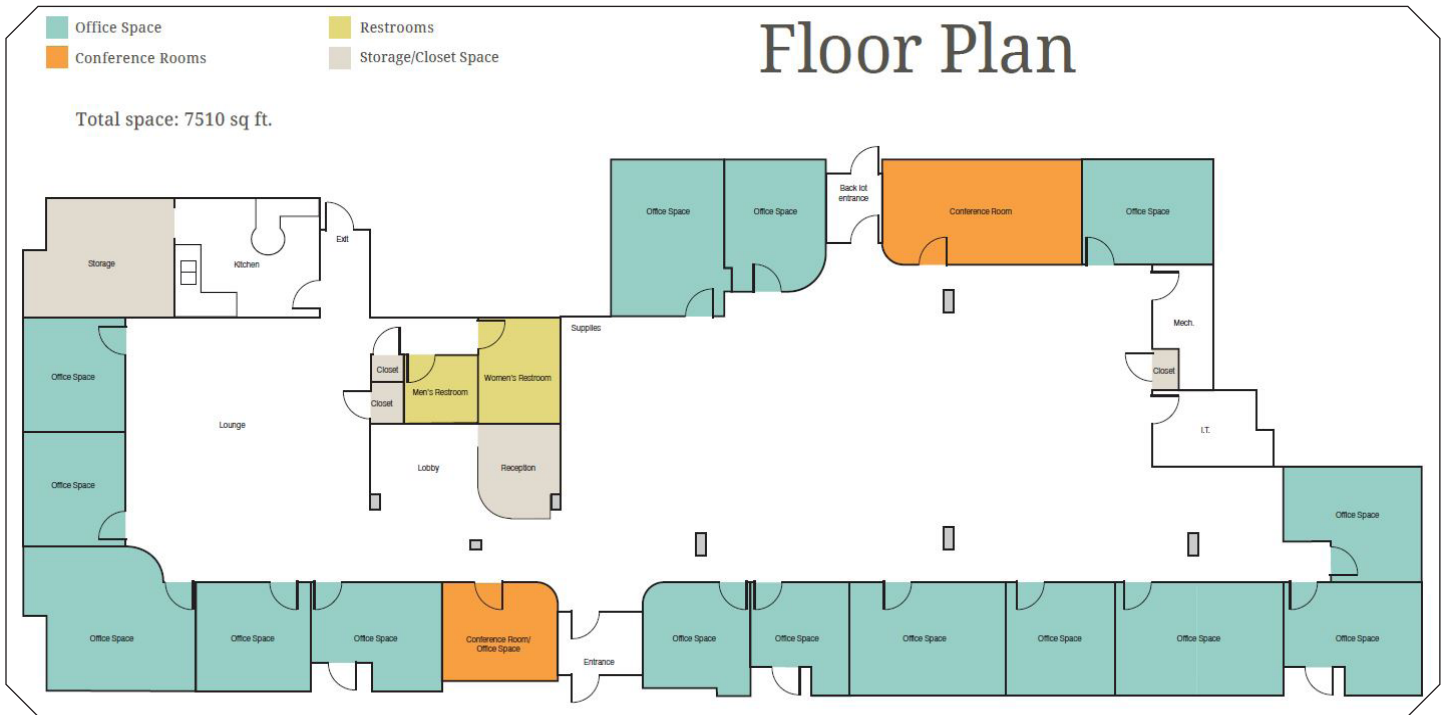 Office Space
Restrooms
Conference Rooms
Storage/Closet Space
Floor Plan
Total space: 7510 sq ft.
Storage
Kitchen
Exit
Office Space
Office Space
Back lot
entrance
Conference Room
Office Space
Supplies
Mech.
Closet
Office Space
Closet
Closet
Men's Restroom
Women's Restroom
Lounge
Lobby
Reception
I.T.
Office Space
Office Space
Office Space
Office Space
Office Space
Conference Room/
Office Space
Entrance
Office Space
Office Space
Office Space
Office Space
Office Space
Office Space